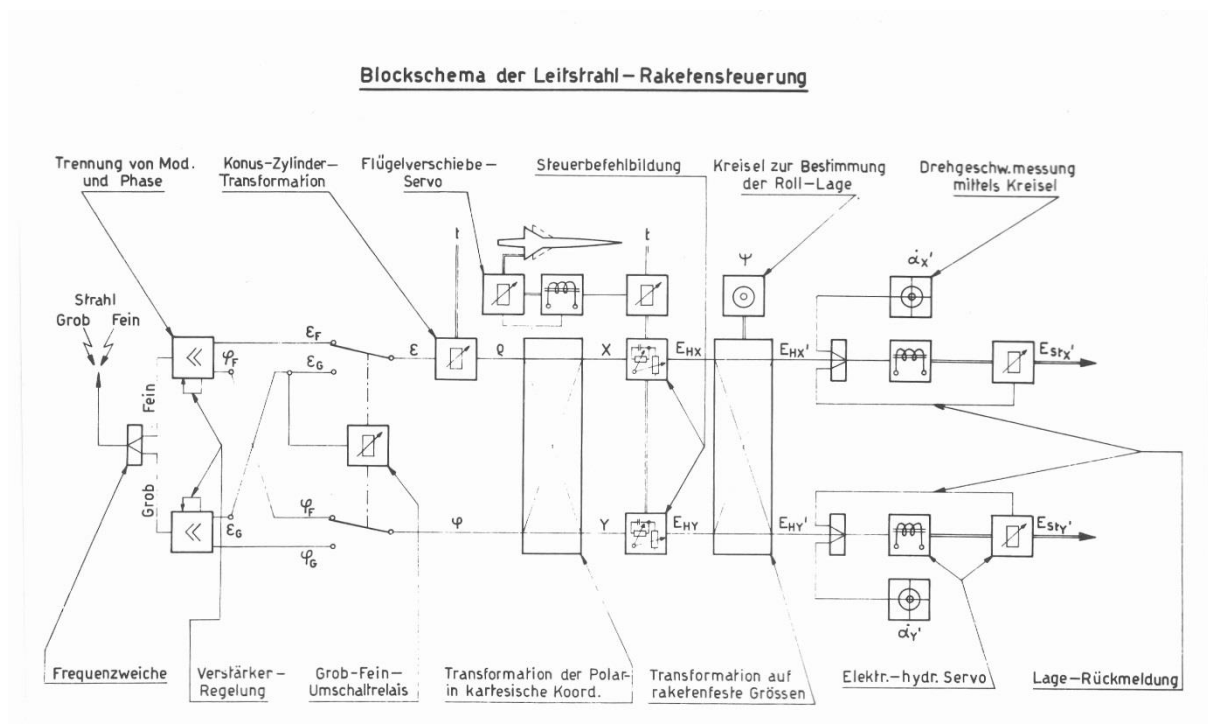 Blockschema der Leitstrahl-Raketensteuerung
Trennung von Mod.
und Phase
Konus-Zylinder-
Transformation
Flügelverschiebe-
Servo
Steuerbefehlbildung
Kreisel zur Bestimmung
der Roll-Lage
Drehgeschw.messung
mittels Kreisel
t
t
ψ
α̇x'
Strahl
Grob Fein
εF
φF
εG
ε
ϱ
X
EHX
EHX'
EStX'
Fein
Grob
εG
φF
φG
φ
Y
EHY
EHY'
EStY'
α̇Y'
Frequenzweiche
Verstärker-
Regelung
Grob-Fein-
Umschaltrelais
Transformation der Polar-
in kartesische Koord.
Transformation auf
raketenfeste Grössen
Elektr.-hydr. Servo
Lage-Rückmeldung